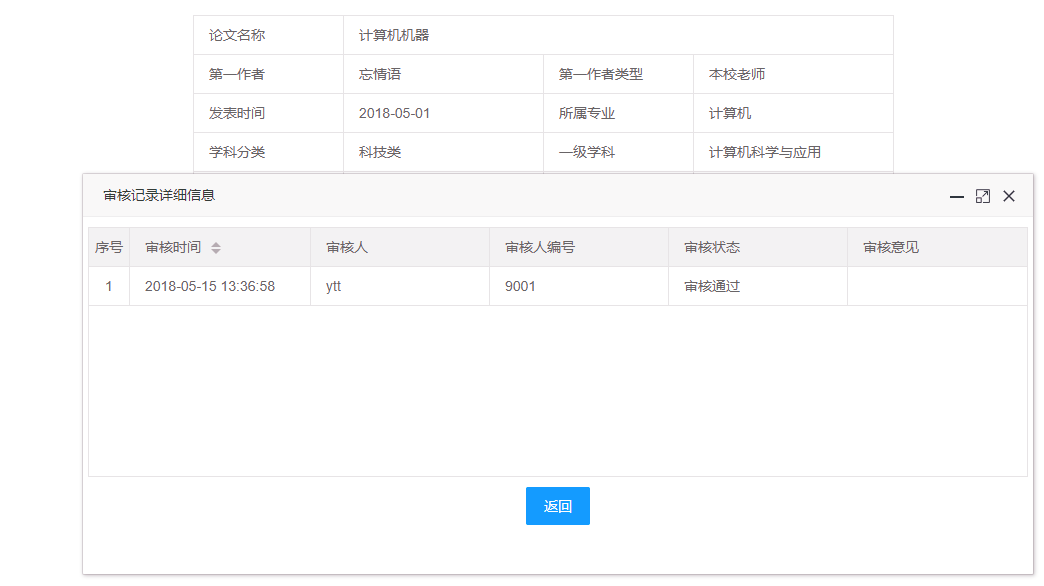 论文名称 计算机机器
第一作者 忘情语 第一作者类型 本校老师
发表时间 2018-05-01 所属专业 计算机
学科分类 科技类 一级学科 计算机科学与应用
审核记录详细信息
序号 审核时间 审核人 审核人编号 审核状态 审核意见
1 2018-05-15 13:36:58 ytt 9001 审核通过
返回